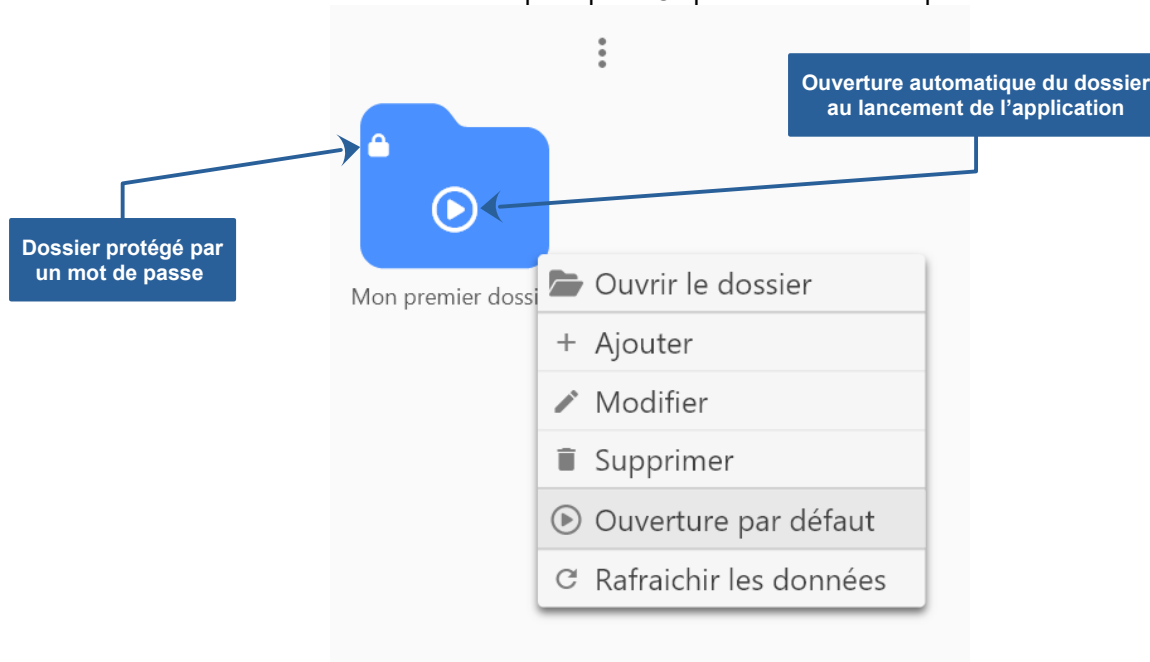 Ouverture automatique du dossier
au lancement de l’application
Dossier protégé par
un mot de passe
Mon premier dossi
Ouvrir le dossier
Ajouter
Modifier
Supprimer
Ouverture par défaut
Rafraichir les données